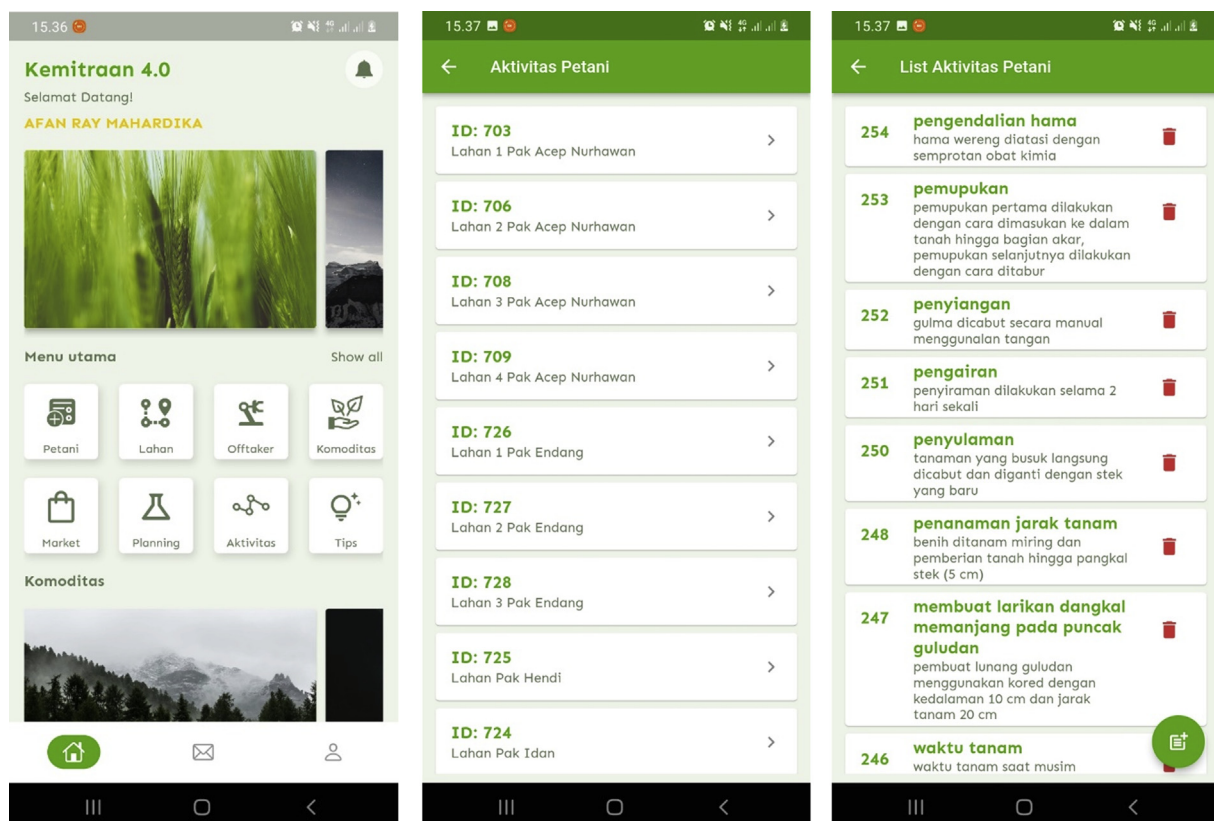 15.36
Kemitraan 4.0
Selamat Datang!
AFAN RAY MAHARDIKA
Menu utama
Show all
Petani
Lahan
Offtaker
Komoditas
Market
Planning
Aktivitas
Tips
Komoditas
15.37
Aktivitas Petani
ID: 703
Lahan 1 Pak Acep Nurhawan
ID: 706
Lahan 2 Pak Acep Nurhawan
ID: 708
Lahan 3 Pak Acep Nurhawan
ID: 709
Lahan 4 Pak Acep Nurhawan
ID: 726
Lahan 1 Pak Endang
ID: 727
Lahan 2 Pak Endang
ID: 728
Lahan 3 Pak Endang
ID: 725
Lahan Pak Hendi
ID: 724
Lahan Pak Idan
15.37
List Aktivitas Petani
254
pengendalian hama
hama wereng diatasi dengan
semprotan obat kimia
253
pemupukan
pemupukan pertama dilakukan
dengan cara dimasukan ke dalam
tanah hingga bagian akar,
pemupukan selanjutnya dilakukan
dengan cara ditabur
252
penyiangan
gulma dicabut secara manual
menggunalan tangan
251
pengairan
penyiraman dilakukan selama 2
hari sekali
250
penyulaman
tanaman yang busuk langsung
dicabut dan diganti dengan stek
yang baru
248
penanaman jarak tanam
benih ditanam miring dan
pemberian tanah hingga pangkal
stek (5 cm)
247
membuat larikan dangkal
memanjang pada puncak
guludan
pembuat lunang guludan
menggunakan kored dengan
kedalaman 10 cm dan jarak
tanam 20 cm
246
waktu tanam
waktu tanam saat musim